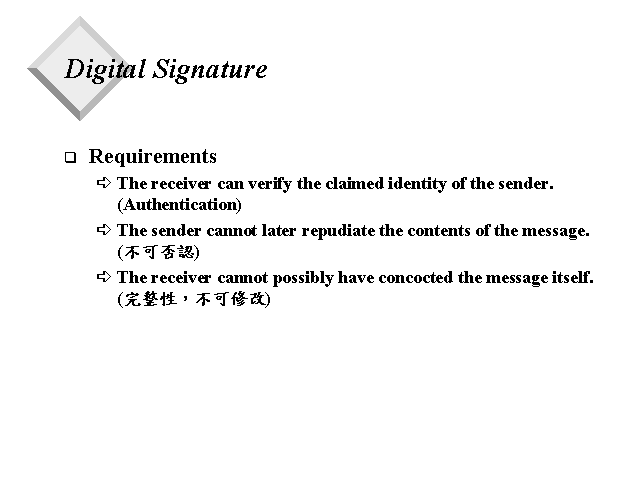 Digital Signature
Requirements
The receiver can verify the claimed identity of the sender.
(Authentication)
The sender cannot later repudiate the contents of the message.
(不可否認)
The receiver cannot possibly have concocted the message itself.
(完整性，不可修改)